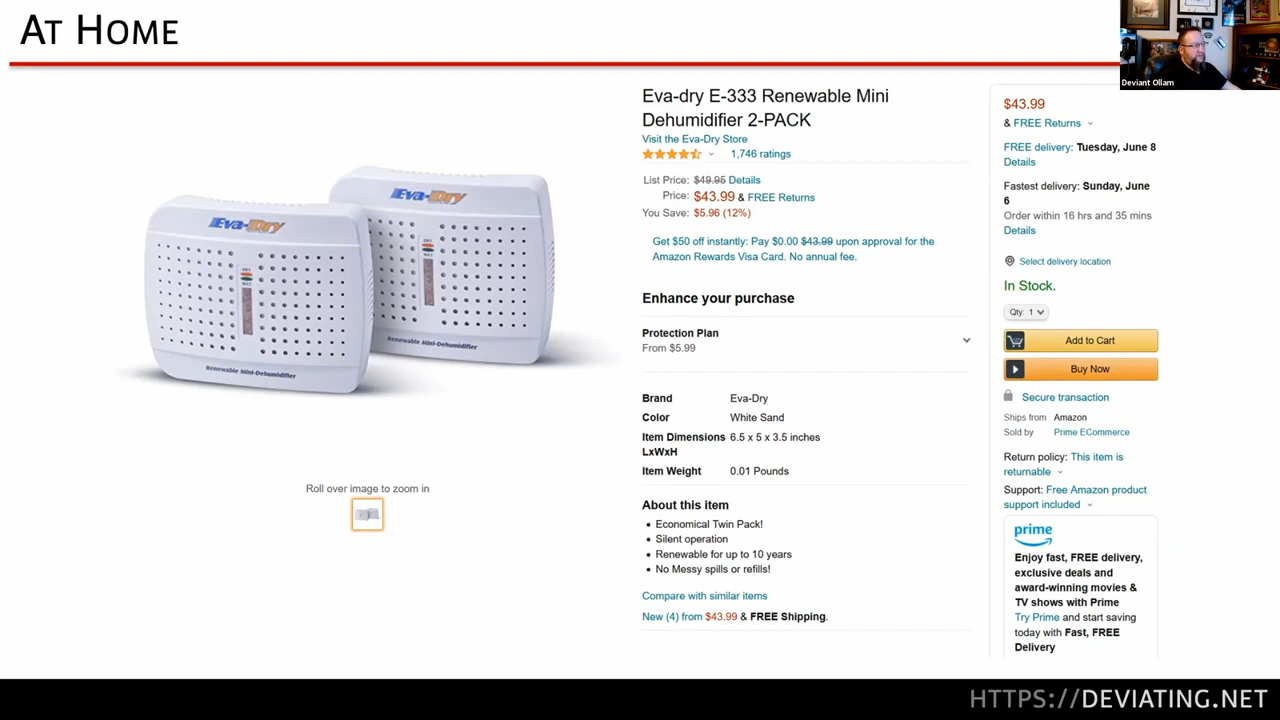 At Home
Deviant Ollam
Eva-Dry
DRY
WET
Renewable Mini-Dehumidifier
Eva-Dry
DRY
WET
Renewable Mini-Dehumidifier
Roll over image to zoom in
Eva-dry E-333 Renewable Mini
Dehumidifier 2-PACK
Visit the Eva-Dry Store
1,746 ratings
List Price: $49.95 Details
Price: $43.99 & FREE Returns
You Save: $5.96 (12%)
Get $50 off instantly: Pay $0.00 $43.99 upon approval for the
Amazon Rewards Visa Card. No annual fee.
Enhance your purchase
Protection Plan
From $5.99
Brand Eva-Dry
Color White Sand
Item Dimensions 6.5 x 5 x 3.5 inches
LxWxH
Item Weight 0.01 Pounds
About this item
• Economical Twin Pack!
• Silent operation
• Renewable for up to 10 years
• No Messy spills or refills!
Compare with similar items
New (4) from $43.99 & FREE Shipping.
$43.99
& FREE Returns
FREE delivery: Tuesday, June 8
Details
Fastest delivery: Sunday, June
6
Order within 16 hrs and 35 mins
Details
Select delivery location
In Stock.
Qty: 1
Add to Cart
Buy Now
Secure transaction
Ships from Amazon
Sold by Prime ECommerce
Return policy: This item is
returnable
Support: Free Amazon product
support included
prime
Enjoy fast, FREE delivery,
exclusive deals and
award-winning movies &
TV shows with Prime
Try Prime and start saving
today with Fast, FREE
Delivery
HTTPS://DEVIATING.NET